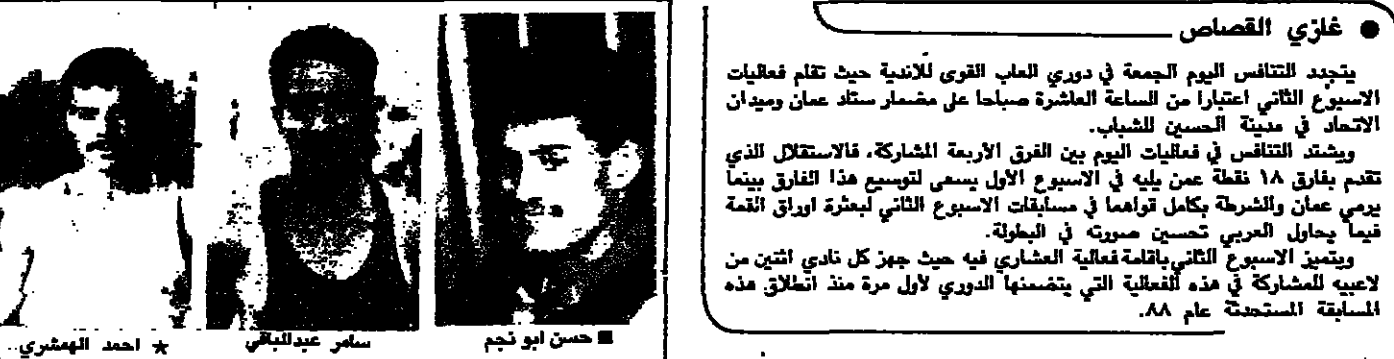 ● غازي القصاص
يتجدد التنافس اليوم الجمعة في دوري العاب القوى للاندية حيث تقام فعاليات
الاسبوع الثاني اعتبارا من الساعة العاشرة صباحا على مضمار ستاد عمان وميدان
الاتحاد في مدينة الحسين للشباب.
ويشتد التنافس في فعاليات اليوم بين الفرق الأربعة المشاركة، فالاستقلال الذي
تقدم بفارق ١٨ نقطة عمن يليه في الاسبوع الأول يسعى لتوسيع هذا الفارق بينما
يرمي عمان والشرطة بكامل قواهما في مسابقات الاسبوع الثاني لبعثرة اوراق القمة
فيما يحاول العربي تحسين صورته في البطولة.
ويتميز الاسبوع الثاني باقامة فعالية العشاري فيه حيث جهز كل نادي اثنين من
لاعبيه للمشاركة في هذه الفعالية التي يتضمنها الدوري لأول مرة منذ انطلاق هذه
المسابقة المستحدثة عام ٨٨.
■ حسن ابو نجم
سامر عبدالباقي
★ احمد الهمشري..